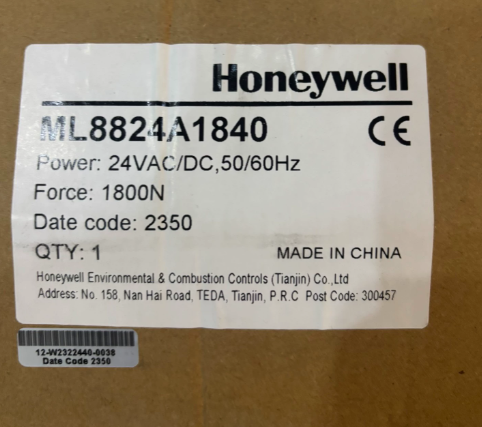 Honeywell
ML8824A1840 CE
Power: 24VAC/DC,50/60Hz
Force: 1800N
Date code: 2350
QTY: 1 MADE IN CHINA
Honeywell Environmental & Combustion Controls (Tianjin) Co.,Ltd
Address: No. 158, Nan Hai Road, TEDA, Tianjin, P.R.C Post Code: 300457
12-W2322440-0038
Date Code 2350